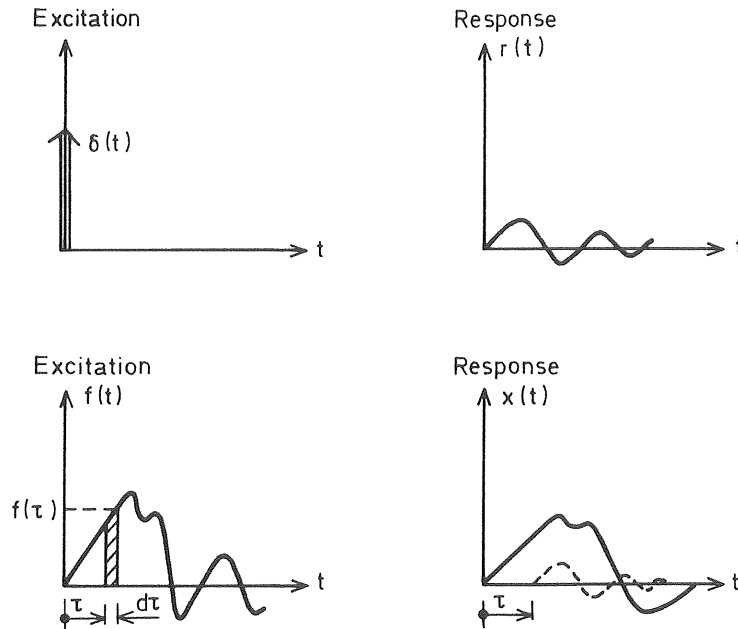 Excitation
δ(t)
t
Response
r(t)
t
Excitation
f(t)
f(τ)
t
τ
dτ
Response
x(t)
t
τ